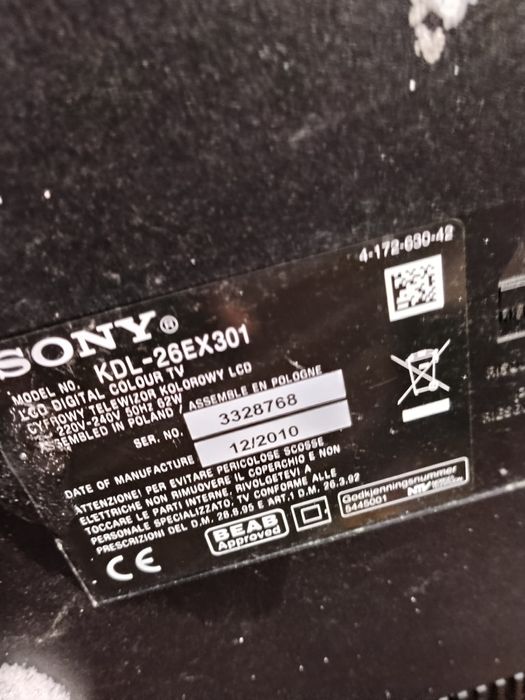 4-172-630-42
SONY®
MODEL NO. KDL-26EX301
LCD DIGITAL COLOUR TV
CYFROWY TELEWIZOR KOLOROWY LCD
220V-240V 50Hz 82W
ASSEMBLED IN POLAND / ASSEMBLE EN POLOGNE
SER. NO. 3328768
DATE OF MANUFACTURE 12/2010
ATTENZIONE! PER EVITARE PERICOLOSE SCOSSE
ELETTRICHE NON RIMUOVERE IL COPERCHIO E NON
TOCCARE LE PARTI INTERNE. RIVOLGETEVI A
PERSONALE SPECIALIZZATO. TV CONFORME ALLE
PRESCRIZIONI DEL D.M. 26.8.95 E ART.1 D.M. 26.3.92
CE
BEAB
Approved
Godkjenningsnummer
5445001